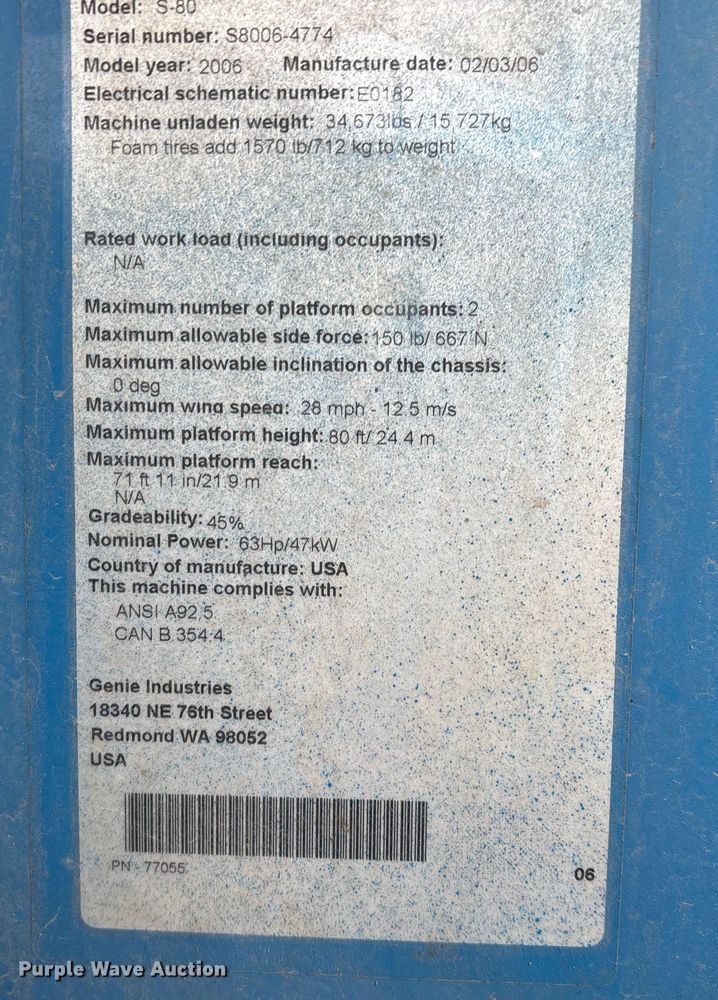 Model: S-80
Serial number: S8006-4774
Model year: 2006 Manufacture date: 02/03/06
Electrical schematic number: E0182
Machine unladen weight: 34,673lbs / 15 727kg
Foam tires add 1570 lb/712 kg to weight
Rated work load (including occupants):
N/A
Maximum number of platform occupants: 2
Maximum allowable side force: 150 lb/ 667 N
Maximum allowable inclination of the chassis:
0 deg
Maximum wind speed: 28 mph - 12.5 m/s
Maximum platform height: 80 ft/ 24.4 m
Maximum platform reach:
71 ft 11 in/21.9 m
N/A
Gradeability: 45%
Nominal Power: 63Hp/47kW
Country of manufacture: USA
This machine complies with:
ANSI A92.5
CAN B 354.4
Genie Industries
18340 NE 76th Street
Redmond WA 98052
USA
PN - 77055
06
Purple Wave Auction